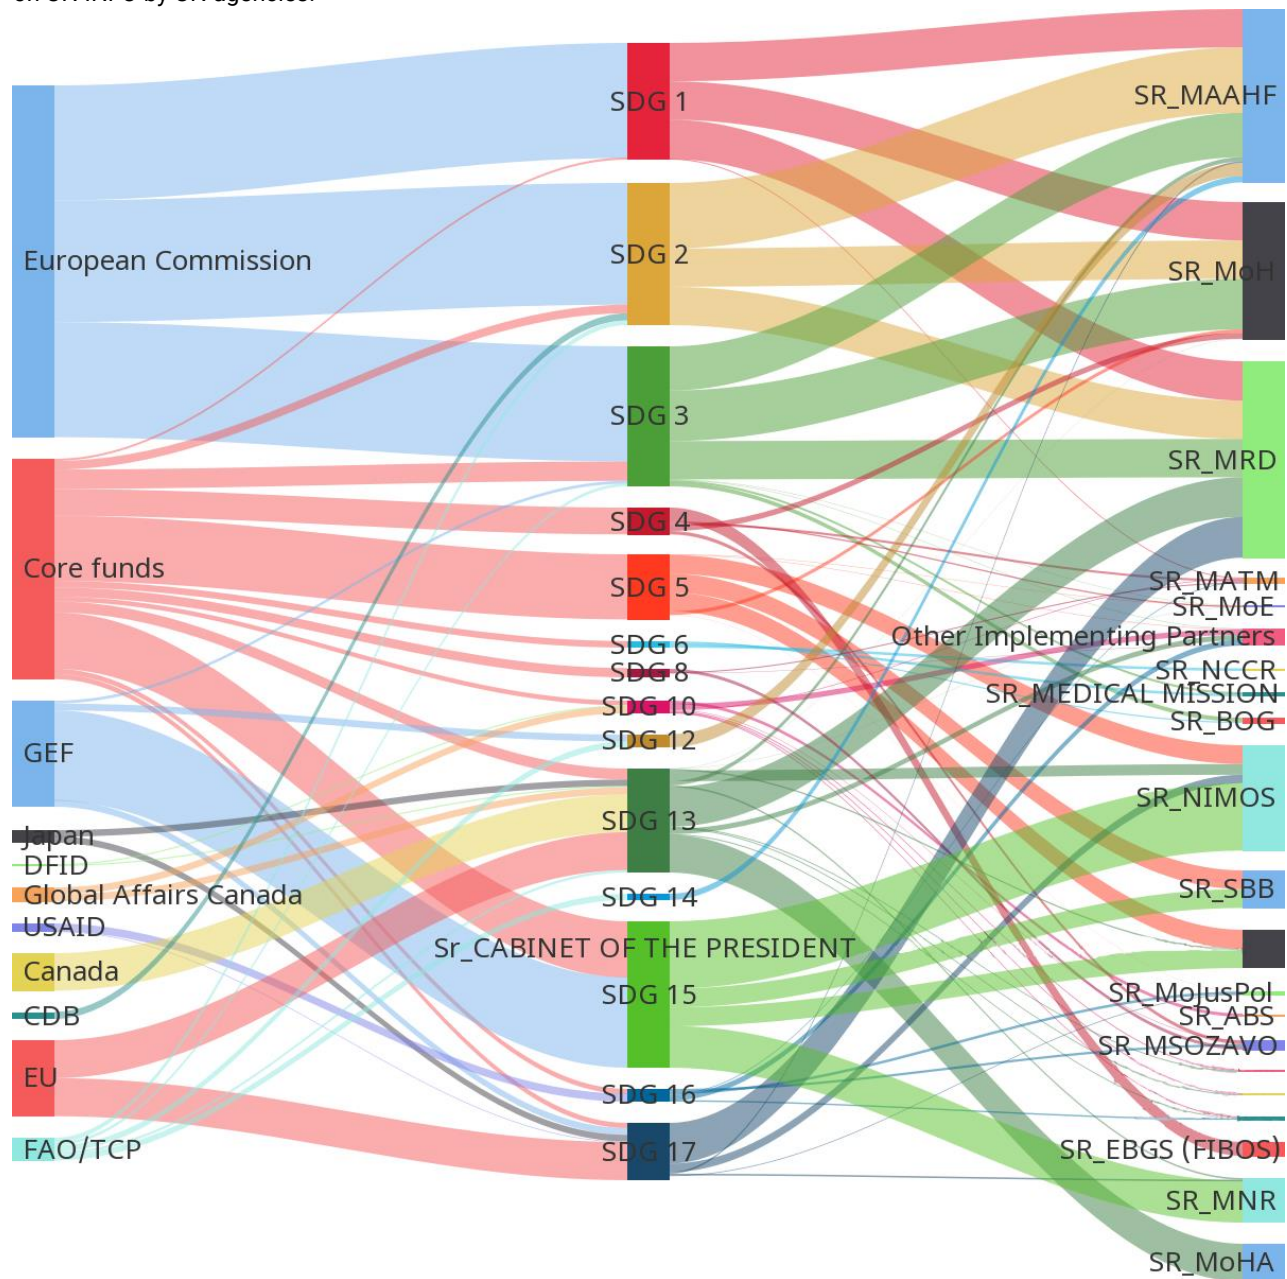 SDG 1
SR_MAAHF
European Commission
SDG 2
SR_MoH
SDG 3
SR_MRD
Core funds
SDG 4
SDG 5
SR_MATM
SR_MoE
SDG 6
Other Implementing Partners
SDG 8
SR_NCCR
SR_MEDICAL MISSION
SDG 10
SR_BOG
GEF
SDG 12
SR_NIMOS
Japan
SDG 13
DFID
Global Affairs Canada
SDG 14
SR_SBB
USAID
Sr_CABINET OF THE PRESIDENT
Canada
SDG 15
SR_MoJusPol
CDB
SR_ABS
SR_MSOZAVO
EU
SDG 16
FAO/TCP
SDG 17
SR_EBGS (FIBOS)
SR_MNR
SR_MoHA